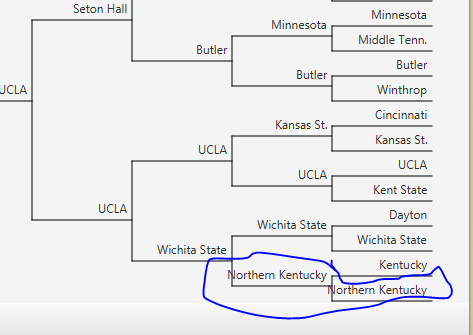 Seton Hall
Minnesota
Minnesota
Middle Tenn.
Butler
Butler
Butler
Winthrop
UCLA
Cincinnati
Kansas St.
Kansas St.
UCLA
UCLA
UCLA
Kent State
UCLA
Dayton
Wichita State
Wichita State
Wichita State
Kentucky
Northern Kentucky
Northern Kentucky